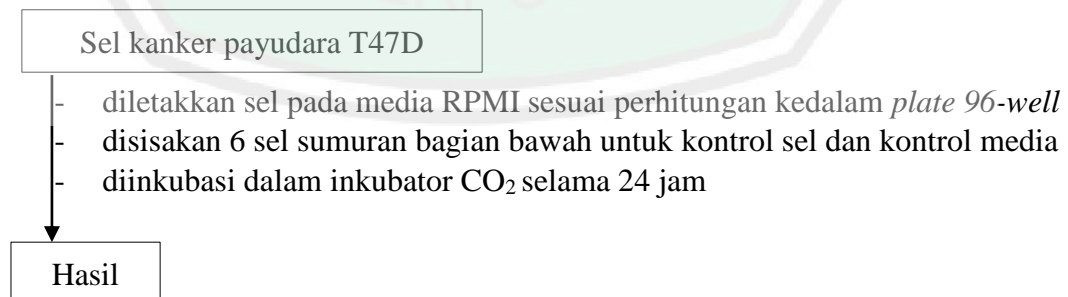 Sel kanker payudara T47D
- diletakkan sel pada media RPMI sesuai perhitungan kedalam plate 96-well
- disisakan 6 sel sumuran bagian bawah untuk kontrol sel dan kontrol media
- diinkubasi dalam inkubator CO2 selama 24 jam
Hasil